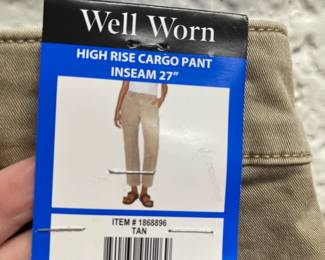 Well Worn
HIGH RISE CARGO PANT
INSEAM 27"
ITEM # 1868896
TAN